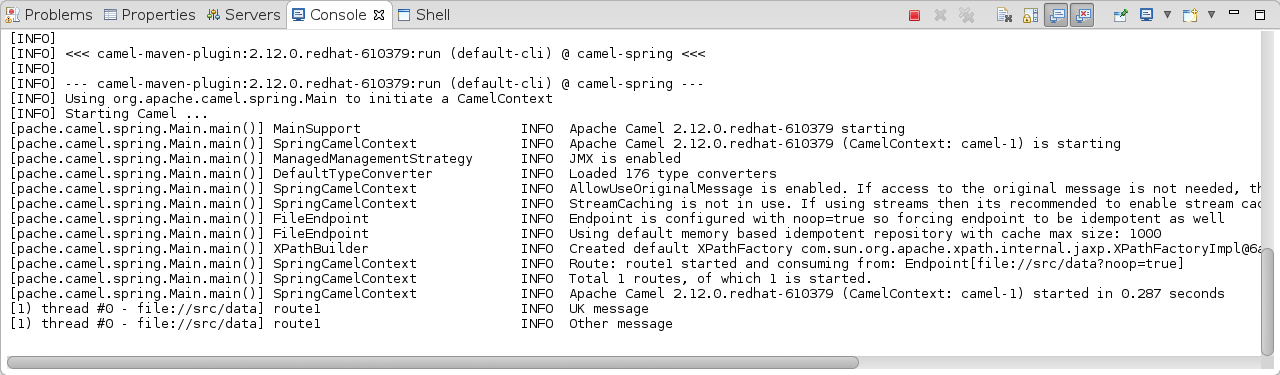 Problems Properties Servers Console Shell
[INFO]
[INFO] <<< camel-maven-plugin:2.12.0.redhat-610379:run (default-cli) @ camel-spring <<<
[INFO]
[INFO] --- camel-maven-plugin:2.12.0.redhat-610379:run (default-cli) @ camel-spring ---
[INFO] Using org.apache.camel.spring.Main to initiate a CamelContext
[INFO] Starting Camel ...
[pache.camel.spring.Main.main()] MainSupport INFO Apache Camel 2.12.0.redhat-610379 starting
[pache.camel.spring.Main.main()] SpringCamelContext INFO Apache Camel 2.12.0.redhat-610379 (CamelContext: camel-1) is starting
[pache.camel.spring.Main.main()] ManagedManagementStrategy INFO JMX is enabled
[pache.camel.spring.Main.main()] DefaultTypeConverter INFO Loaded 176 type converters
[pache.camel.spring.Main.main()] SpringCamelContext INFO AllowUseOriginalMessage is enabled. If access to the original message is not needed, th
[pache.camel.spring.Main.main()] SpringCamelContext INFO StreamCaching is not in use. If using streams then its recommended to enable stream cac
[pache.camel.spring.Main.main()] FileEndpoint INFO Endpoint is configured with noop=true so forcing endpoint to be idempotent as well
[pache.camel.spring.Main.main()] FileEndpoint INFO Using default memory based idempotent repository with cache max size: 1000
[pache.camel.spring.Main.main()] XPathBuilder INFO Created default XPathFactory com.sun.org.apache.xpath.internal.jaxp.XPathFactoryImpl@6a
[pache.camel.spring.Main.main()] SpringCamelContext INFO Route: route1 started and consuming from: Endpoint[file://src/data?noop=true]
[pache.camel.spring.Main.main()] SpringCamelContext INFO Total 1 routes, of which 1 is started.
[pache.camel.spring.Main.main()] SpringCamelContext INFO Apache Camel 2.12.0.redhat-610379 (CamelContext: camel-1) started in 0.287 seconds
[1) thread #0 - file://src/data] route1 INFO UK message
[1) thread #0 - file://src/data] route1 INFO Other message